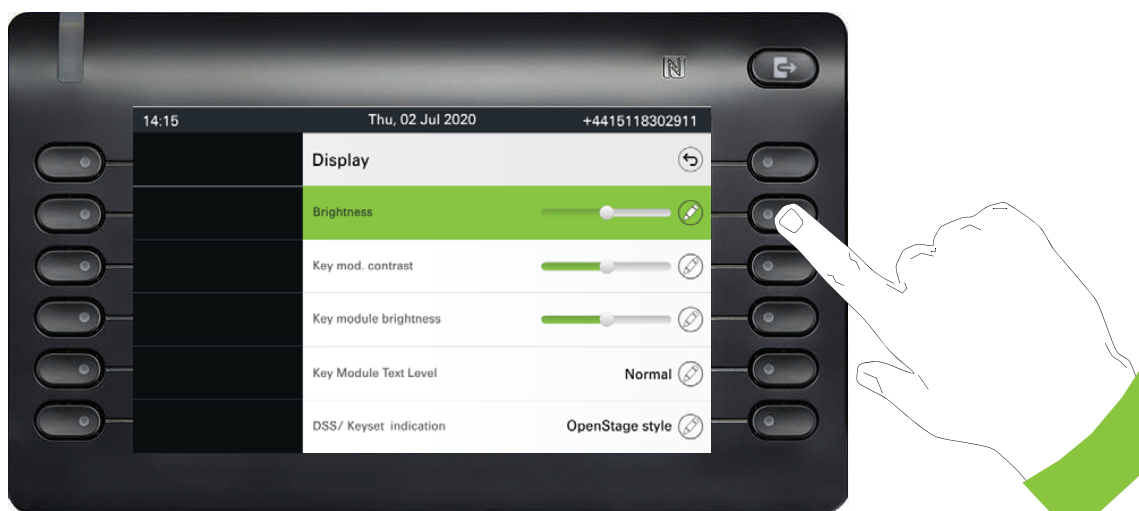 14:15 Thu, 02 Jul 2020 +4415118302911
Display
Brightness
Key mod. contrast
Key module brightness
Key Module Text Level Normal
DSS/ Keyset indication OpenStage style